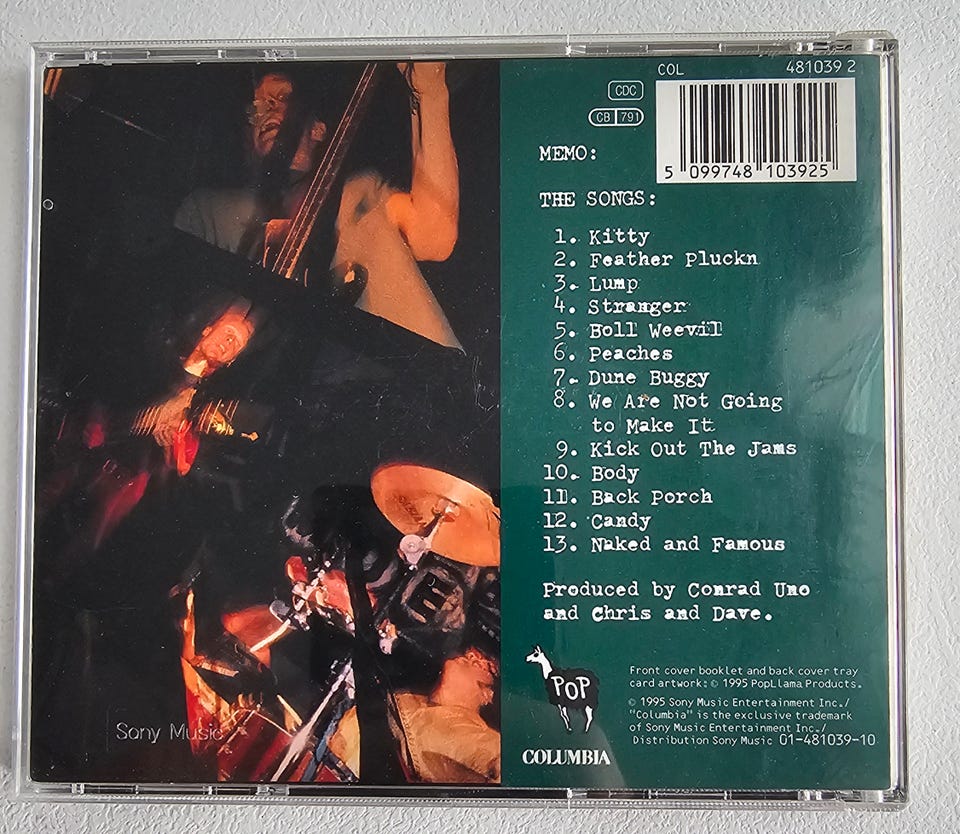 COL 481039 2
CDC
CB 791
5 099748 103925
MEMO:
THE SONGS:
1. Kitty
2. Feather Pluckn
3. Lump
4. Stranger
5. Boll Weevil
6. Peaches
7. Dune Buggy
8. We Are Not Going
to Make It
9. Kick Out The Jams
10. Body
11. Back Porch
12. Candy
13. Naked and Famous
Produced by Conrad Uno
and Chris and Dave.
POP
COLUMBIA
Front cover booklet and back cover tray
card artwork: © 1995 PopLlama Products.
© 1995 Sony Music Entertainment Inc./
"Columbia" is the exclusive trademark
of Sony Music Entertainment Inc./
Distribution Sony Music 01-481039-10
Sony Music